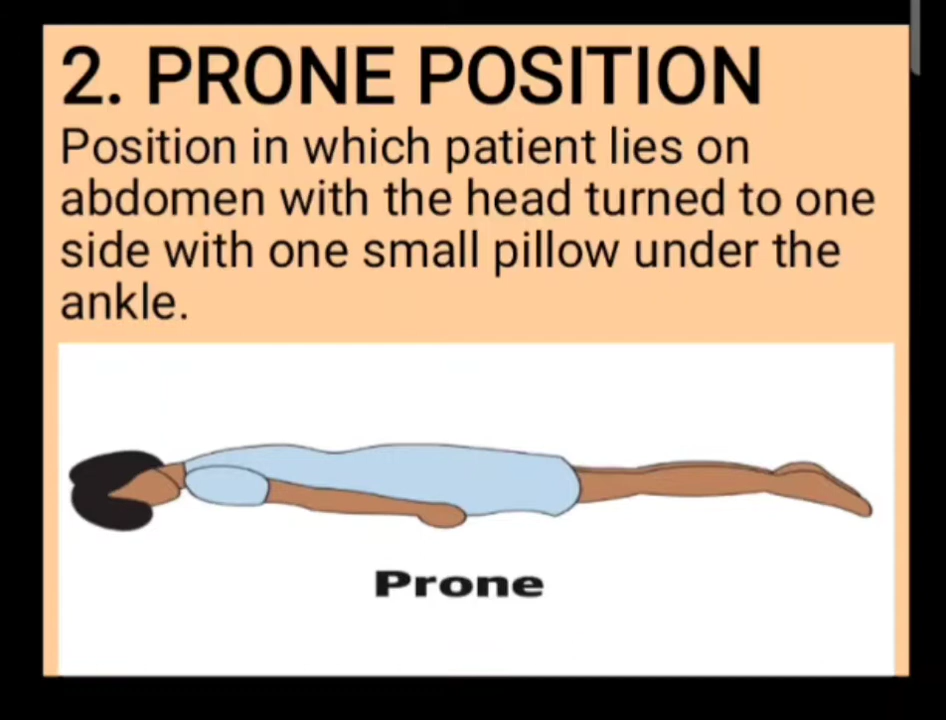 2. PRONE POSITION
Position in which patient lies on
abdomen with the head turned to one
side with one small pillow under the
ankle.
Prone